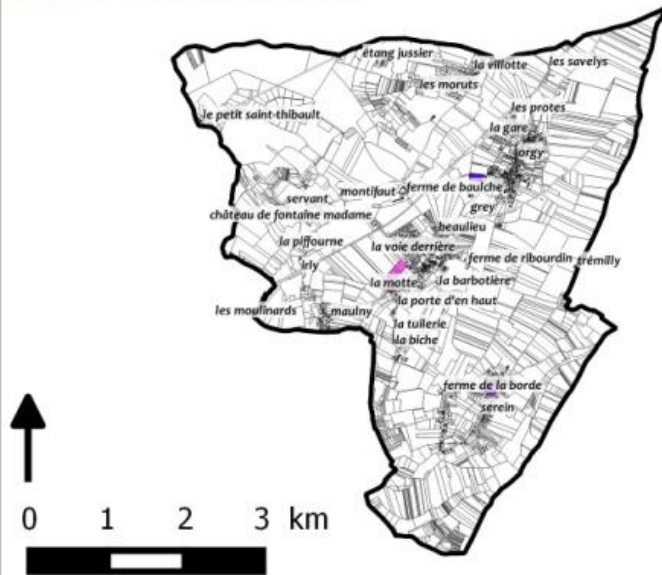 étang jussier
la villotte
les savelys
les moruts
les protes
le petit saint-thibault
la gare
orgy
montifaut
ferme de baulche
servant
grey
château de fontaine madame
beaulieu
la piffourne
la voie derrière
irly
ferme de ribourdin
trémilly
la motte
la barbotière
la porte d'en haut
les moulinards
maulny
la tuilerie
la biche
ferme de la borde
serein
0 1 2 3 km